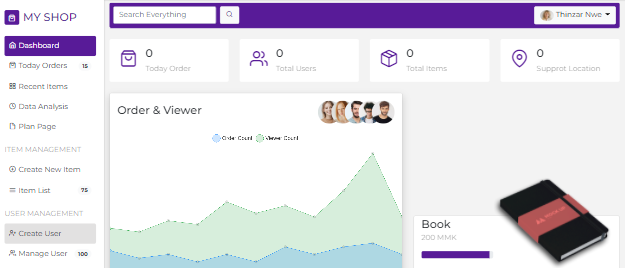 MY SHOP
Search Everything
Thinzar Nwe
Dashboard
Today Orders 15
Recent Items
Data Analysis
Plan Page
ITEM MANAGEMENT
Create New Item
Item List 75
USER MANAGEMENT
Create User
Manage User 100
0
Today Order
0
Total Users
0
Total Items
0
Supprot Location
Order & Viewer
Order Count Viewer Count
Book
200 MMK